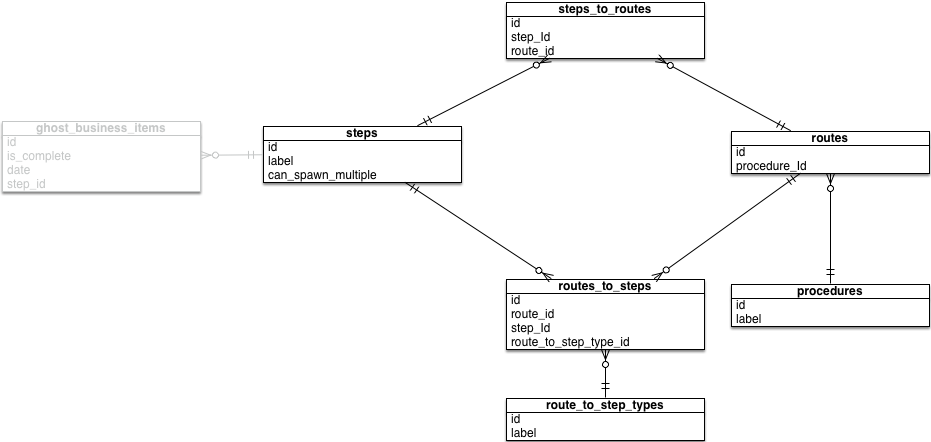 steps_to_routes
id
step_Id
route_id
ghost_business_items
id
is_complete
date
step_id
steps
id
label
can_spawn_multiple
routes
id
procedure_Id
routes_to_steps
id
route_id
step_Id
route_to_step_type_id
procedures
id
label
route_to_step_types
id
label